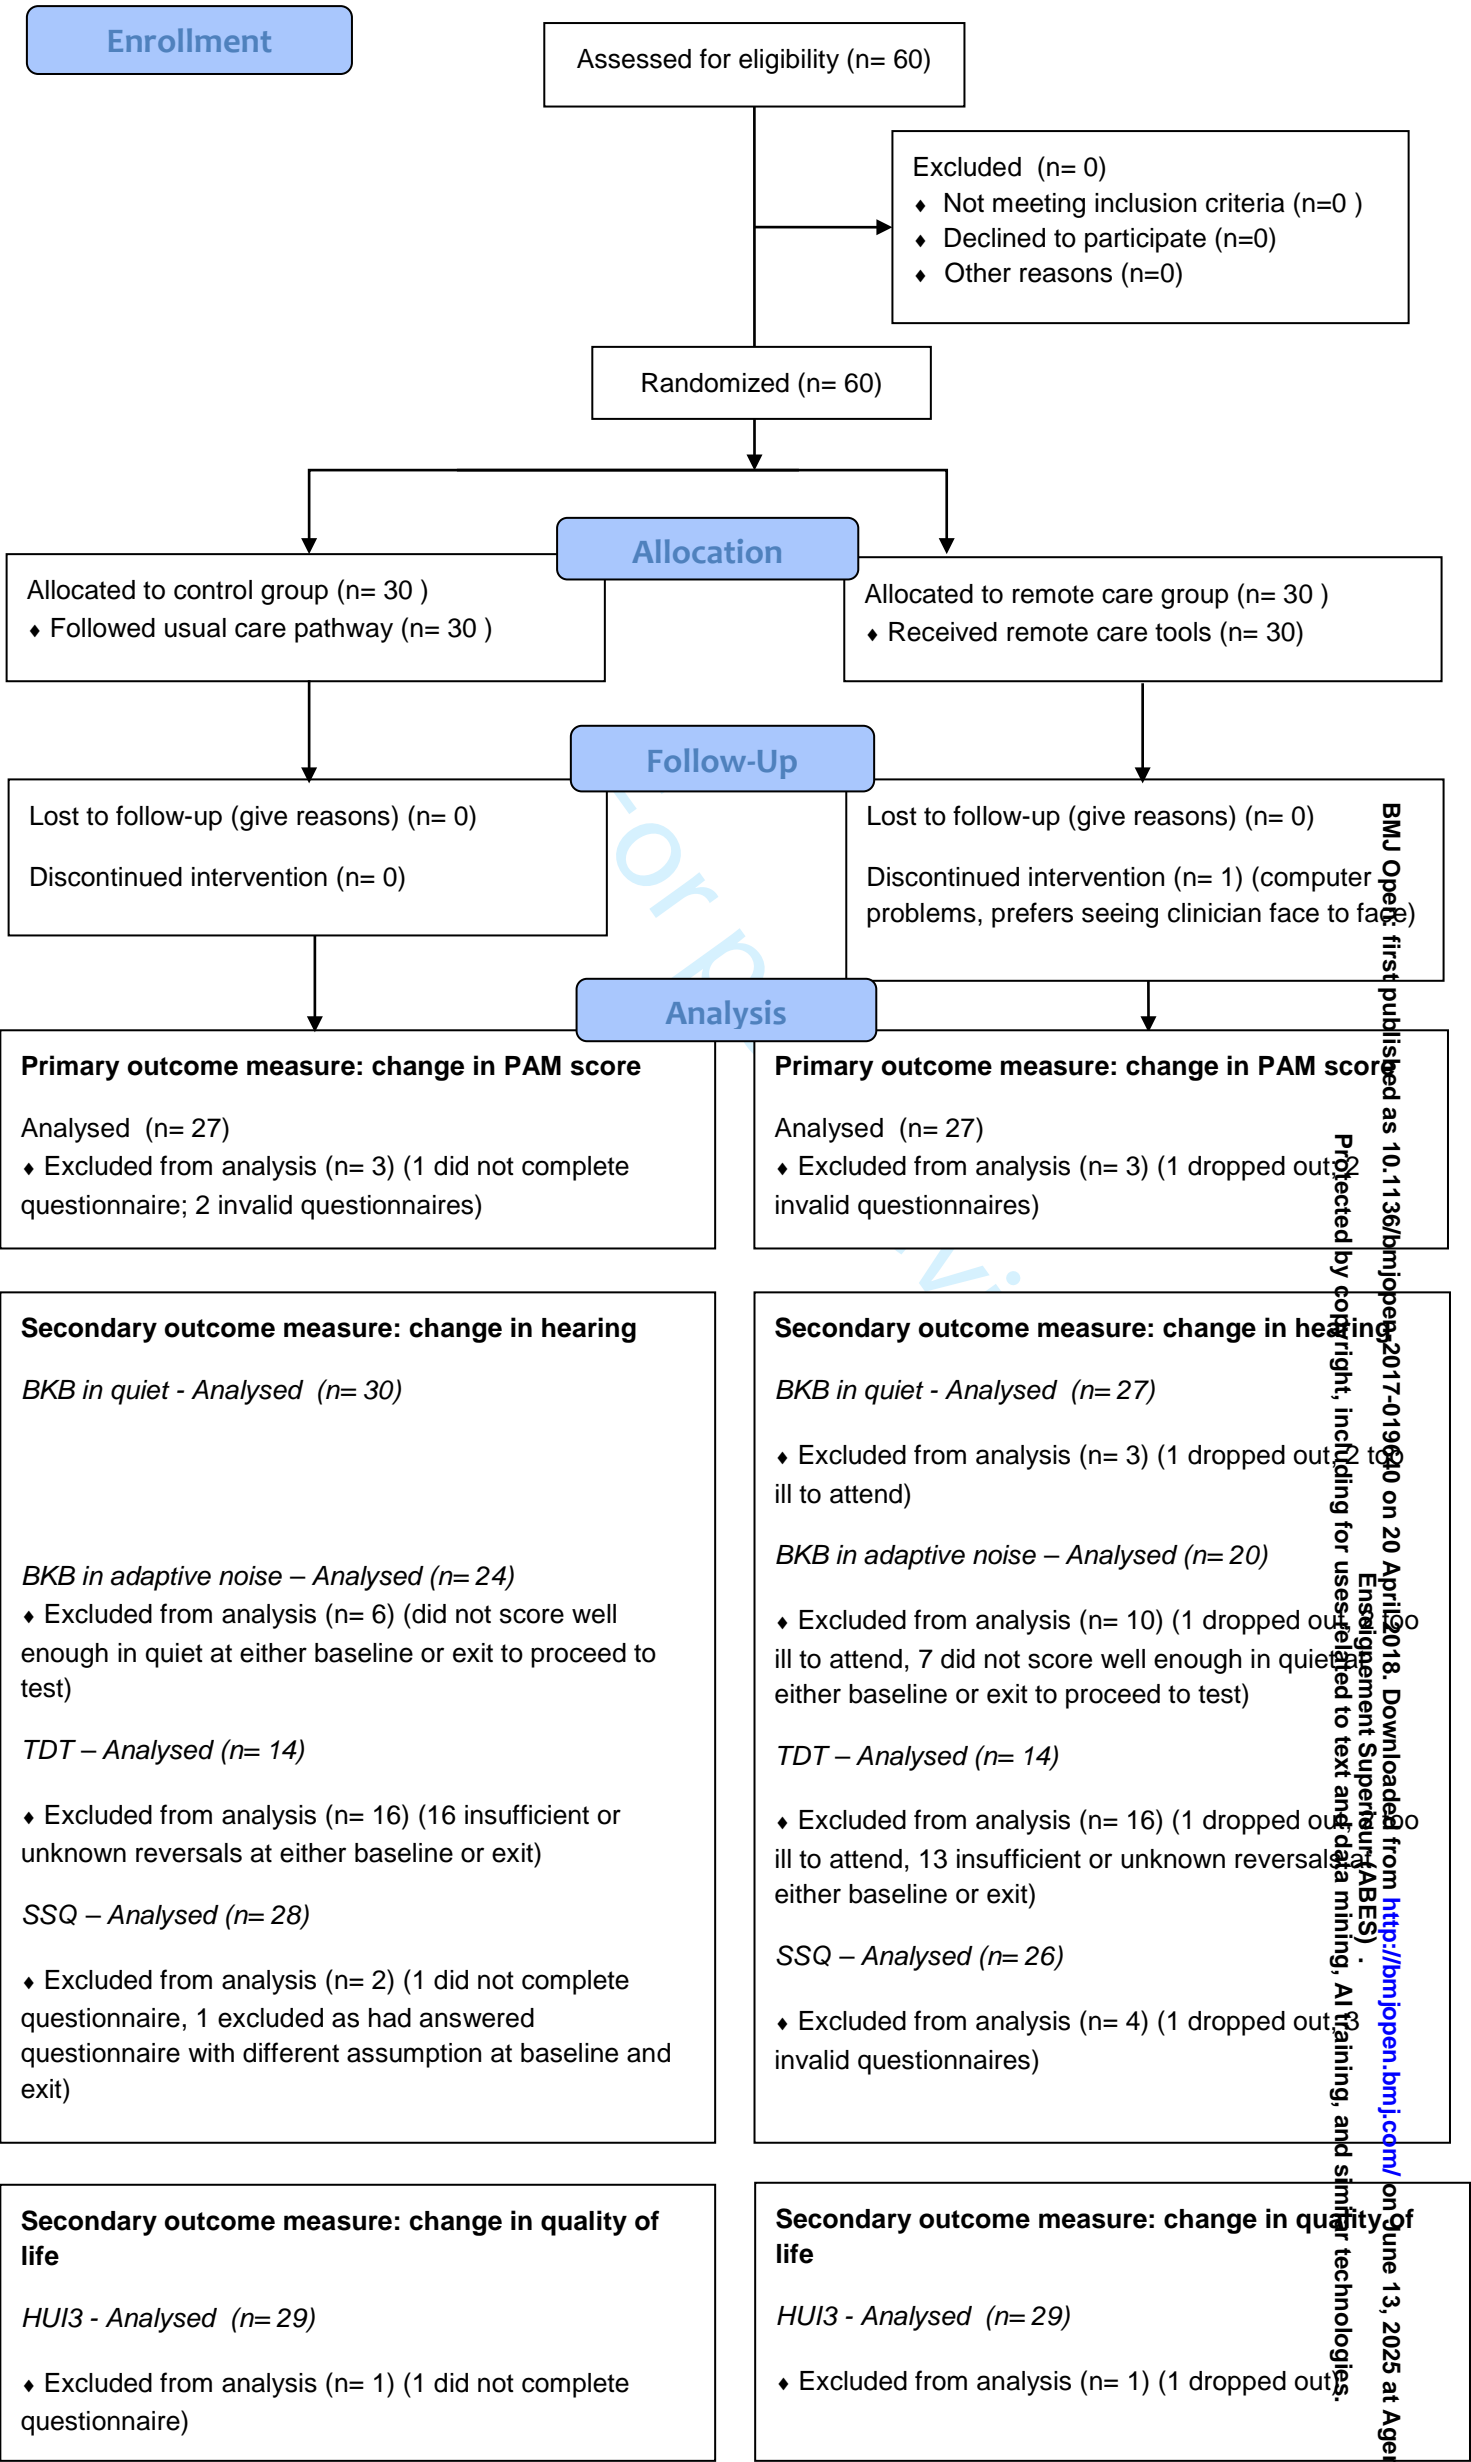 Enrollment
Assessed for eligibility (n= 60)
Excluded (n= 0)
♦ Not meeting inclusion criteria (n=0 )
♦ Declined to participate (n=0)
♦ Other reasons (n=0)
Randomized (n= 60)
Allocation
Allocated to control group (n= 30 )
♦ Followed usual care pathway (n= 30 )
Allocated to remote care group (n= 30 )
♦ Received remote care tools (n= 30)
Follow-Up
Lost to follow-up (give reasons) (n= 0)
Discontinued intervention (n= 0)
Lost to follow-up (give reasons) (n= 0)
Discontinued intervention (n= 1) (computer
problems, prefers seeing clinician face to face)
Analysis
Primary outcome measure: change in PAM score
Analysed (n= 27)
♦ Excluded from analysis (n= 3) (1 did not complete
questionnaire; 2 invalid questionnaires)
Primary outcome measure: change in PAM score
Analysed (n= 27)
♦ Excluded from analysis (n= 3) (1 dropped out; 2
invalid questionnaires)
Secondary outcome measure: change in hearing
BKB in quiet - Analysed (n= 30)
BKB in adaptive noise – Analysed (n= 24)
♦ Excluded from analysis (n= 6) (did not score well
enough in quiet at either baseline or exit to proceed to
test)
TDT – Analysed (n= 14)
♦ Excluded from analysis (n= 16) (16 insufficient or
unknown reversals at either baseline or exit)
SSQ – Analysed (n= 28)
♦ Excluded from analysis (n= 2) (1 did not complete
questionnaire, 1 excluded as had answered
questionnaire with different assumption at baseline and
exit)
Secondary outcome measure: change in hearing
BKB in quiet - Analysed (n= 27)
♦ Excluded from analysis (n= 3) (1 dropped out, 2 too
ill to attend)
BKB in adaptive noise – Analysed (n= 20)
♦ Excluded from analysis (n= 10) (1 dropped out, too
ill to attend, 7 did not score well enough in quiet at
either baseline or exit to proceed to test)
TDT – Analysed (n= 14)
♦ Excluded from analysis (n= 16) (1 dropped out, too
ill to attend, 13 insufficient or unknown reversals at
either baseline or exit)
SSQ – Analysed (n= 26)
♦ Excluded from analysis (n= 4) (1 dropped out, 3
invalid questionnaires)
Secondary outcome measure: change in quality of
life
HUI3 - Analysed (n= 29)
♦ Excluded from analysis (n= 1) (1 did not complete
questionnaire)
Secondary outcome measure: change in quality of
life
HUI3 - Analysed (n= 29)
♦ Excluded from analysis (n= 1) (1 dropped out)
BMJ Open: first published as 10.1136/bmjopen-2017-019640 on 20 April 2018. Downloaded from http://bmjopen.bmj.com/ on June 13, 2025 at Agen
Enseignement Superieur (ABES) .
Protected by copyright, including for uses related to text and data mining, AI training, and similar technologies.